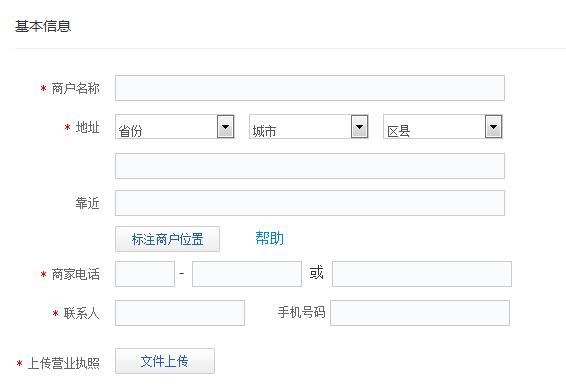 基本信息
* 商户名称
* 地址 省份 城市 区县
靠近
标注商户位置 帮助
* 商家电话 - 或
* 联系人 手机号码
* 上传营业执照 文件上传